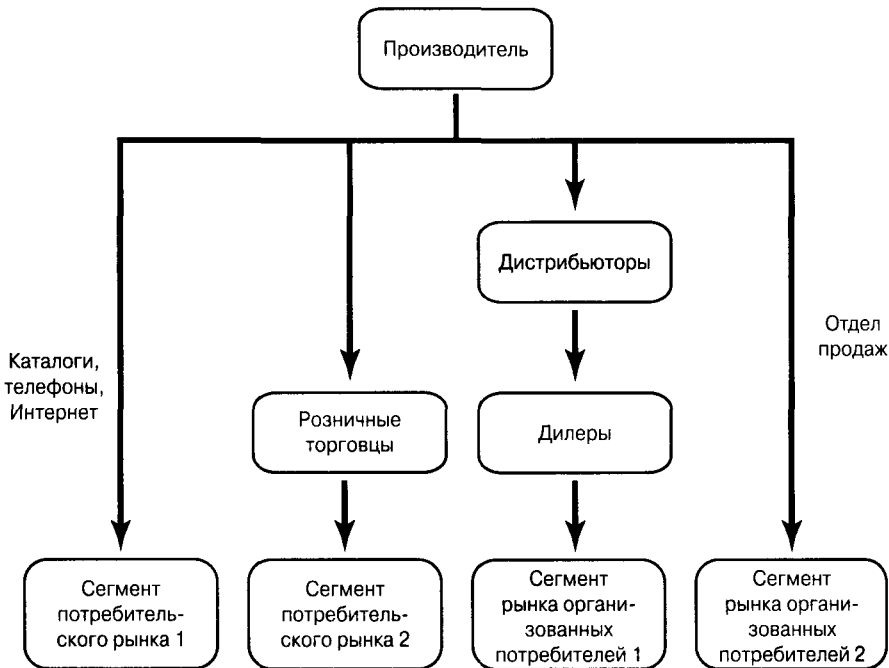 Производитель
Дистрибьюторы
Отдел
продаж
Каталоги,
телефоны,
Интернет
Розничные
торговцы
Дилеры
Сегмент
потребитель-
ского рынка 1
Сегмент
потребитель-
ского рынка 2
Сегмент
рынка органи-
зованных
потребителей 1
Сегмент
рынка органи-
зованных
потребителей 2